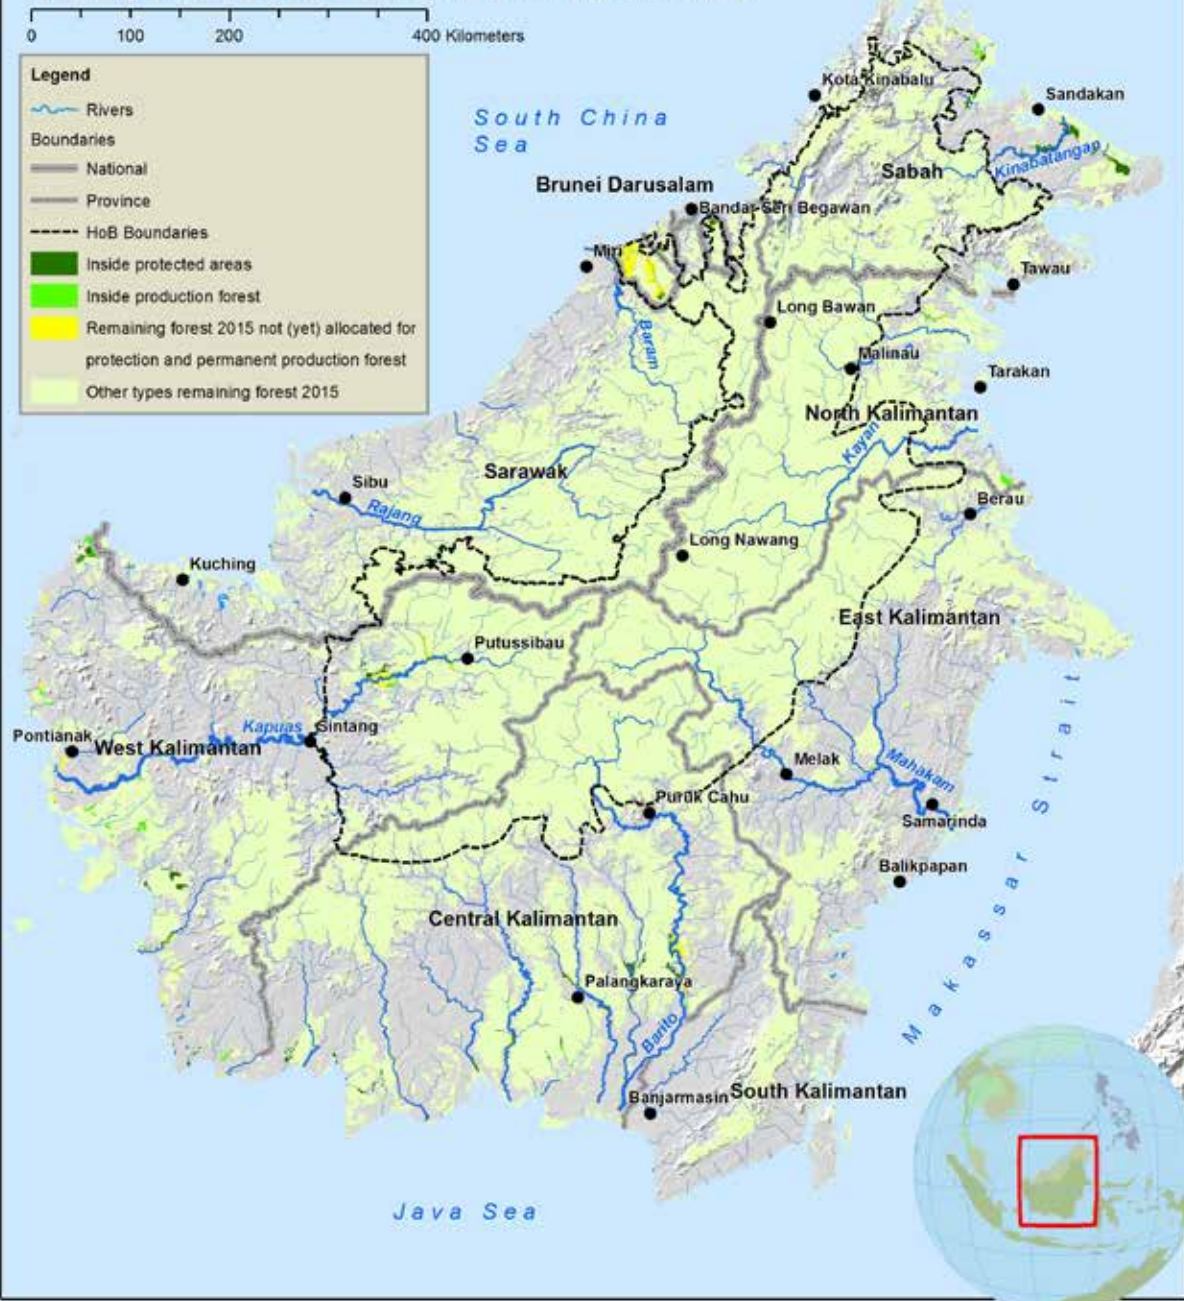 0 100 200 400 Kilometers
Legend
Rivers
Boundaries
National
Province
HoB Boundaries
Inside protected areas
Inside production forest
Remaining forest 2015 not (yet) allocated for
protection and permanent production forest
Other types remaining forest 2015
South China
Sea
Kota Kinabalu
Sandakan
Kinabatangan
Sabah
Brunei Darusalam
Bandar Seri Begawan
Miri
Tawau
Long Bawan
Baram
Malinau
Tarakan
North Kalimantan
Kayan
Sarawak
Sibu
Rajang
Berau
Long Nawang
Kuching
East Kalimantan
Putussibau
Kapuas
Sintang
Pontianak
West Kalimantan
Melak
Mahakam
Puruk Cahu
Samarinda
Makassar Strait
Balikpapan
Central Kalimantan
Palangkaraya
Barito
Banjarmasin
South Kalimantan
Java Sea